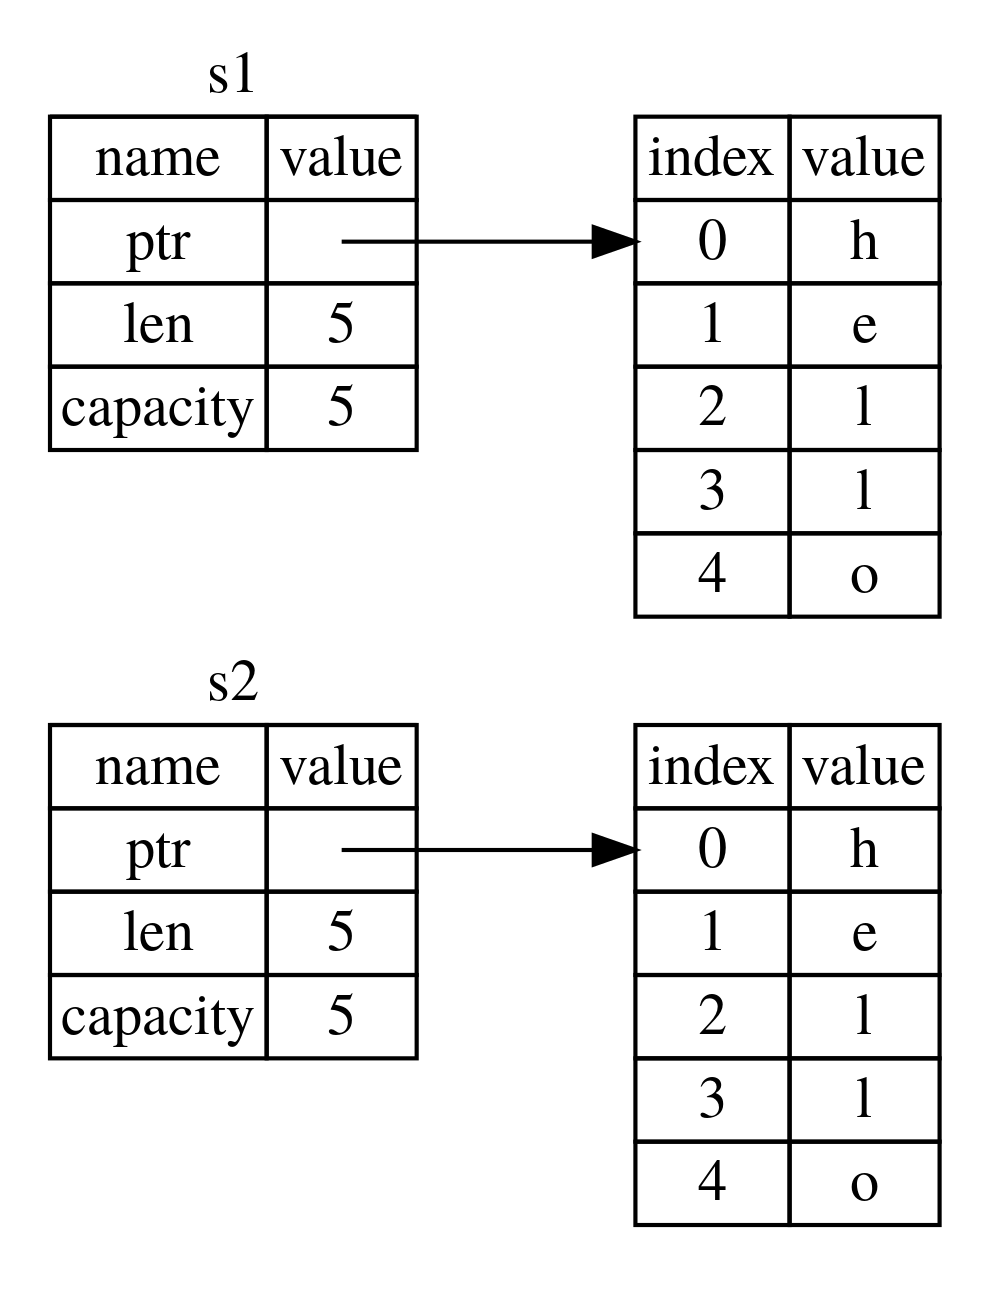 s1
name value
ptr
len 5
capacity 5
index value
0 h
1 e
2 l
3 l
4 o
s2
name value
ptr
len 5
capacity 5
index value
0 h
1 e
2 l
3 l
4 o